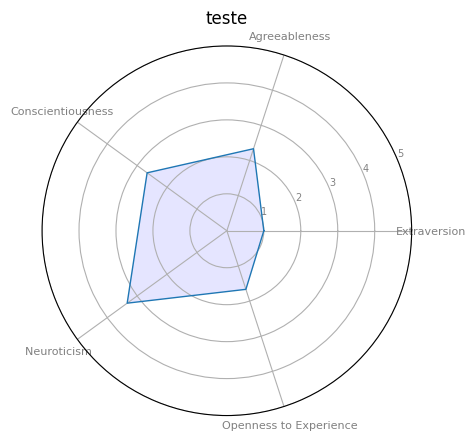 teste
Agreeableness
Conscientiousness
5
4
3
2
1
Extraversion
Neuroticism
Openness to Experience